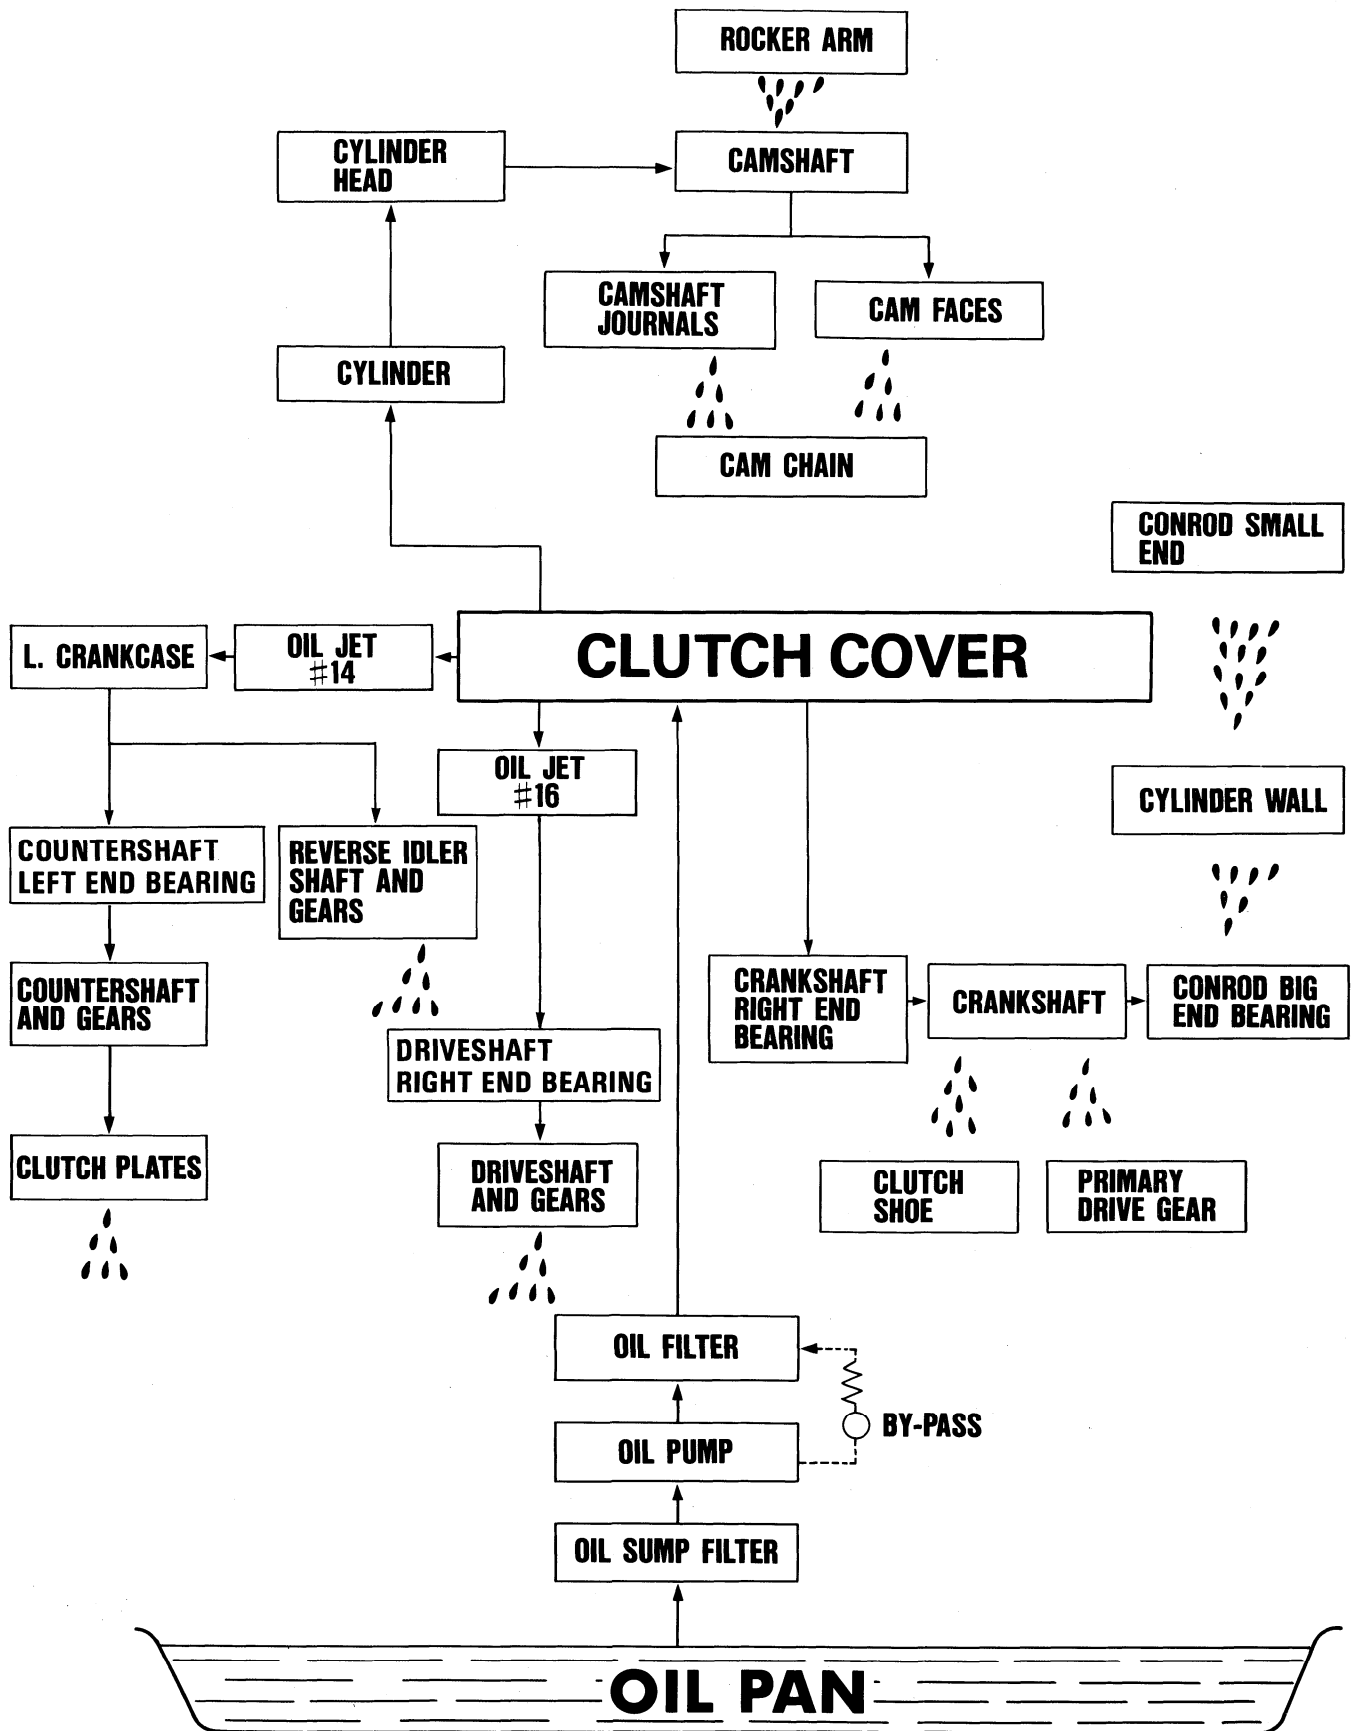 ROCKER ARM
CYLINDER
HEAD
CAMSHAFT
CAMSHAFT
JOURNALS
CAM FACES
CYLINDER
CAM CHAIN
CONROD SMALL
END
L. CRANKCASE
OIL JET
#14
CLUTCH COVER
OIL JET
#16
CYLINDER WALL
COUNTERSHAFT
LEFT END BEARING
REVERSE IDLER
SHAFT AND
GEARS
COUNTERSHAFT
AND GEARS
CRANKSHAFT
RIGHT END
BEARING
CRANKSHAFT
CONROD BIG
END BEARING
DRIVESHAFT
RIGHT END BEARING
CLUTCH PLATES
DRIVESHAFT
AND GEARS
CLUTCH
SHOE
PRIMARY
DRIVE GEAR
OIL FILTER
BY-PASS
OIL PUMP
OIL SUMP FILTER
OIL PAN